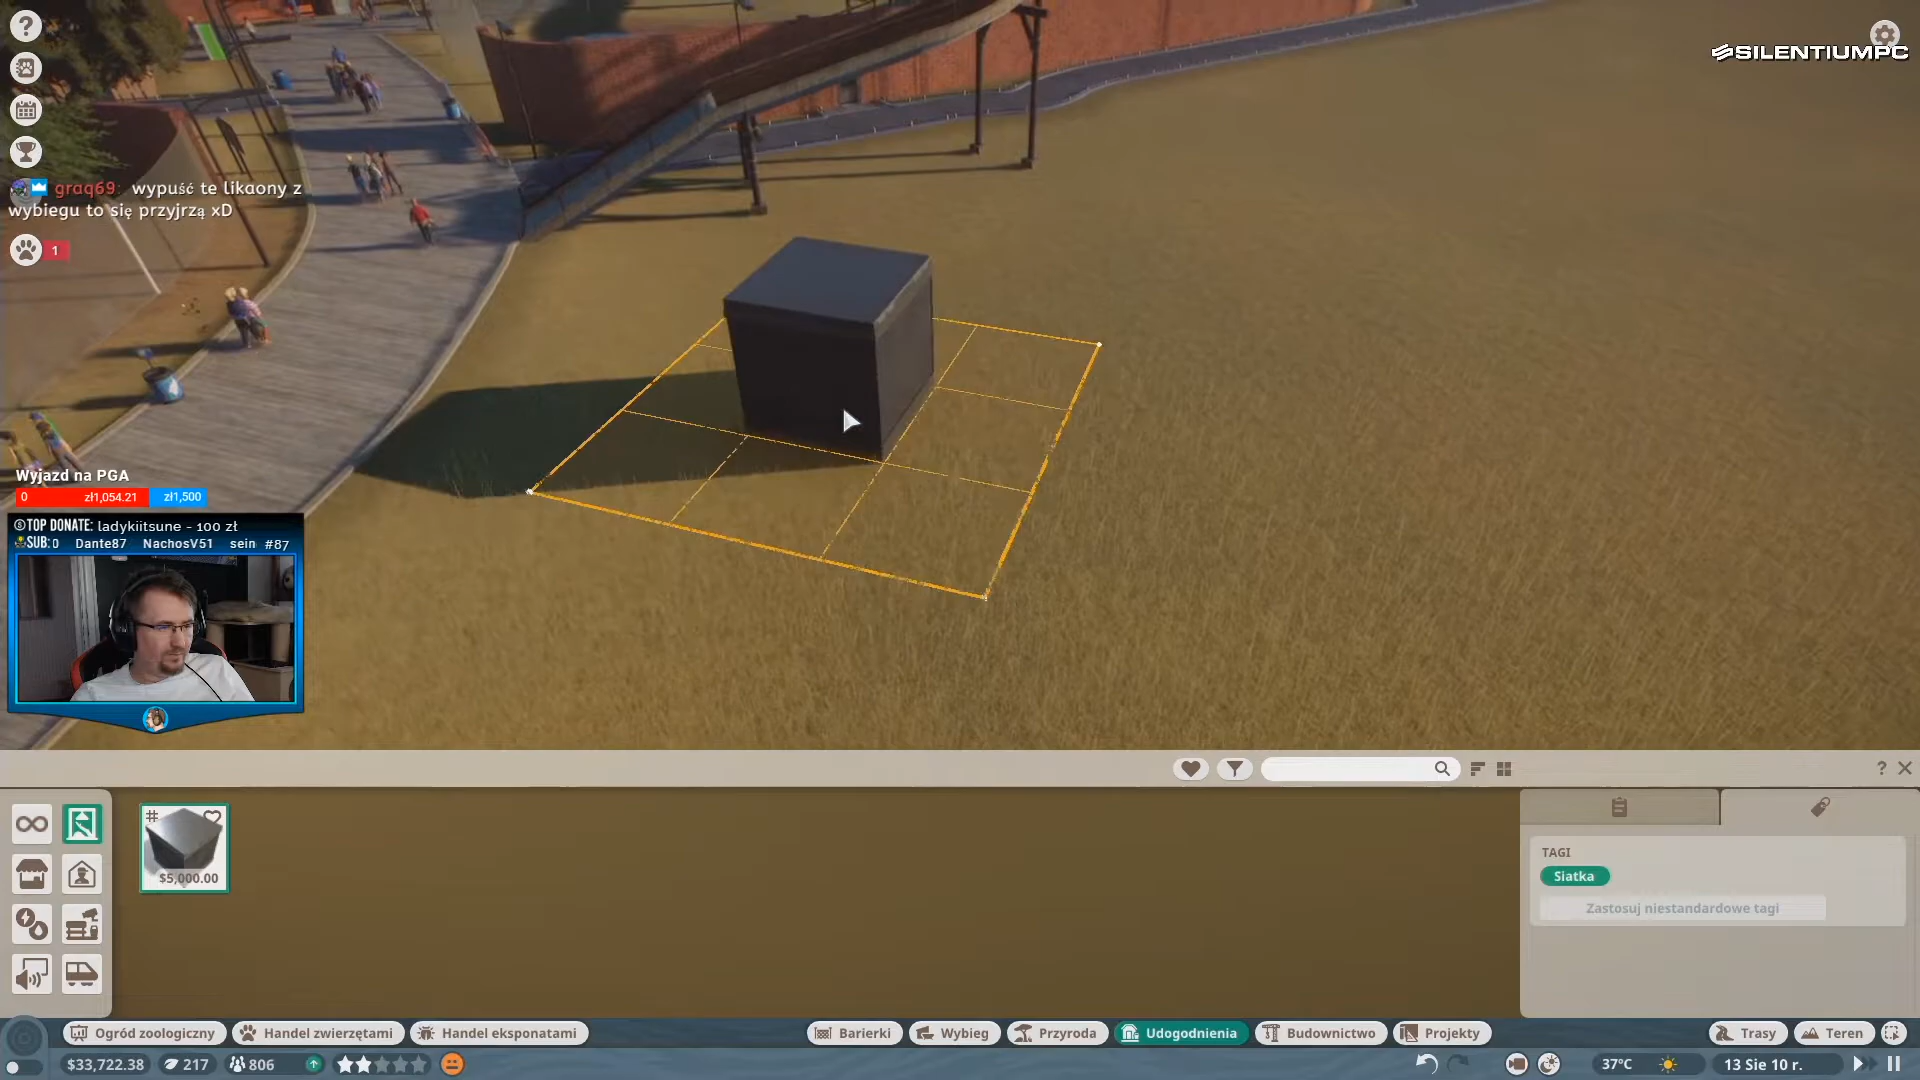 SILENTIUMPC
graq69: wypuść te likaony z
wybiegu to się przyjrzą xD
1
Wyjazd na PGA
0 zł1,054.21 zł1,500
TOP DONATE: ladykiitsune - 100 zł
SUB: 0 Dante87 NachosV51 sein #87
$5,000.00
TAGI
Siatka
Zastosuj niestandardowe tagi
Ogród zoologiczny Handel zwierzętami Handel eksponatami Barierki Wybieg Przyroda Udogodnienia Budownictwo Projekty Trasy Teren
$33,722.38 217 806 37°C 13 Sie 10 r.